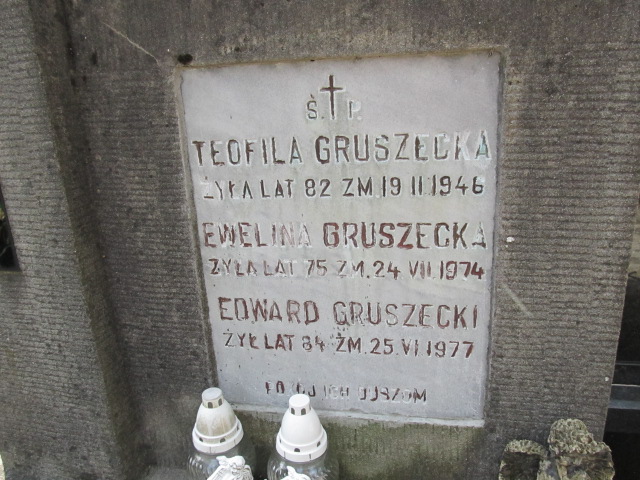 Ś. P.
TEOFILA GRUSZECKA
ŻYŁA LAT 82 ZM. 19 II 1946
EWELINA GRUSZECKA
ŻYŁA LAT 75 ZM. 24 VII 1974
EDWARD GRUSZECKI
ŻYŁ LAT 84 ZM. 25 VI 1977
ICH DUSZOM